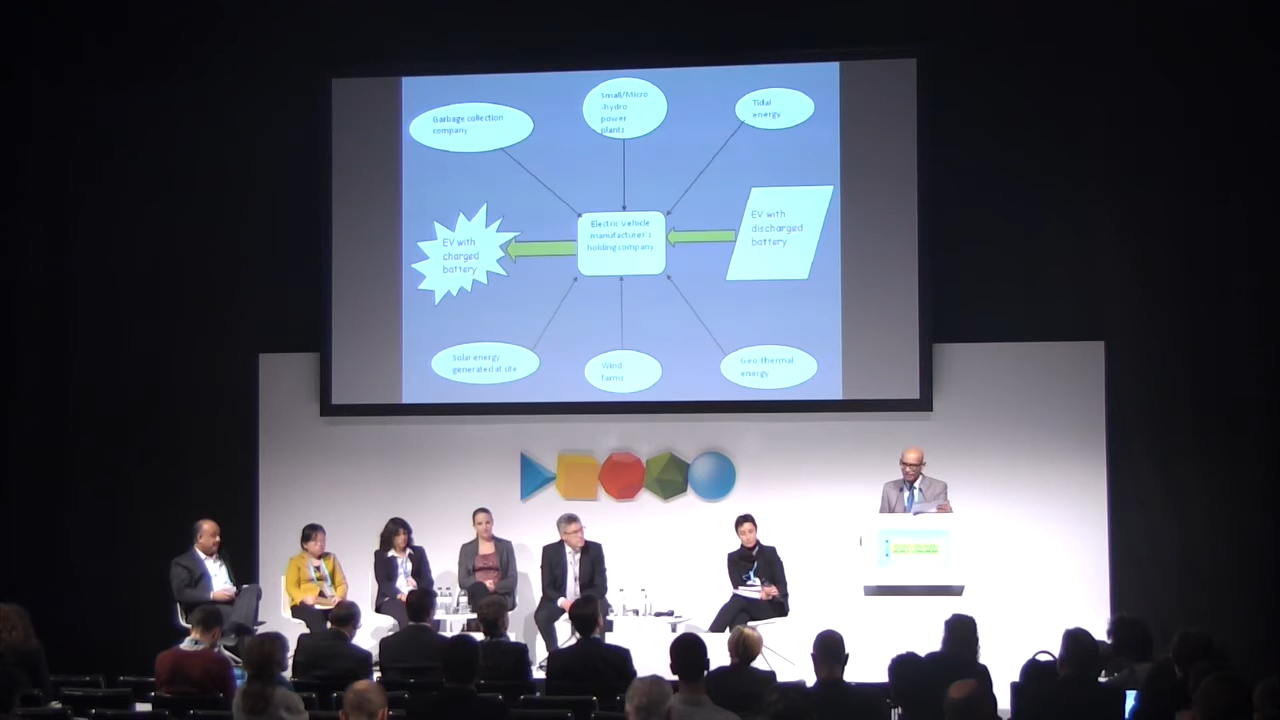 Garbage collection
company
Small/Micro
-hydro
power
plants
Tidal
energy
EV with
charged
battery
Electric vehicle
manufacturer's
holding company
EV with
discharged
battery
Solar energy
generated at site
Wind
farms
Geo-thermal
energy